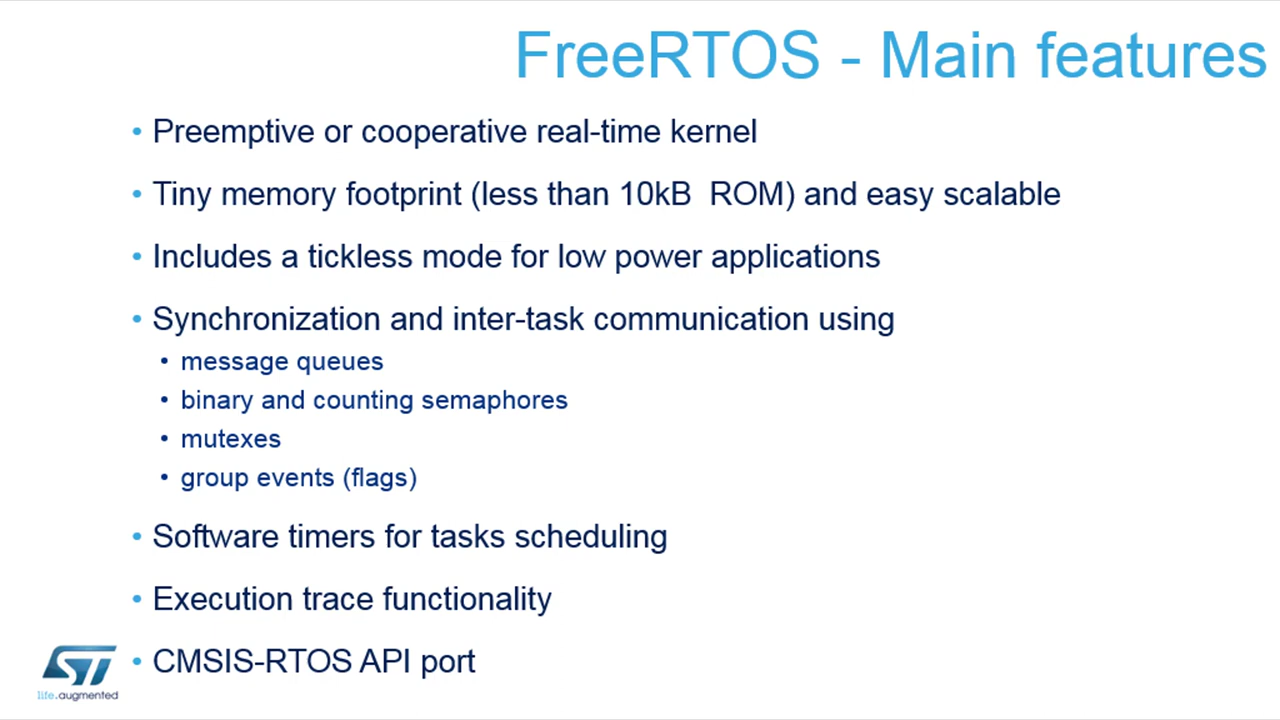 FreeRTOS - Main features
• Preemptive or cooperative real-time kernel
• Tiny memory footprint (less than 10kB  ROM) and easy scalable
• Includes a tickless mode for low power applications
• Synchronization and inter-task communication using
• message queues
• binary and counting semaphores
• mutexes
• group events (flags)
• Software timers for tasks scheduling
• Execution trace functionality
• CMSIS-RTOS API port
ST
life.augmented